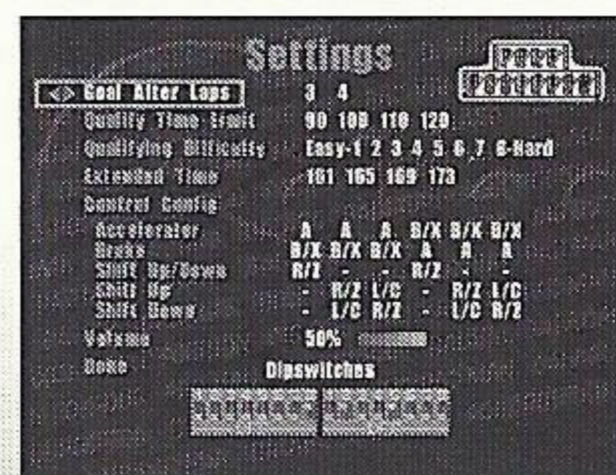 Settings
POLE
POSITION
Goal After Laps 3 4
Qualify Time Limit 90 100 110 120
Qualifying Difficulty Easy-1 2 3 4 5 6 7 8-Hard
Extended Time 161 165 169 173
Control Config
Accelerator A A A B/X B/X B/X
Brake B/X B/X B/X A A A
Shift Up/Down R/Z - - R/Z - -
Shift Up - R/Z L/C - R/Z L/C
Shift Down - L/C R/Z - L/C R/Z
Volume 50%
Done
Dipswitches